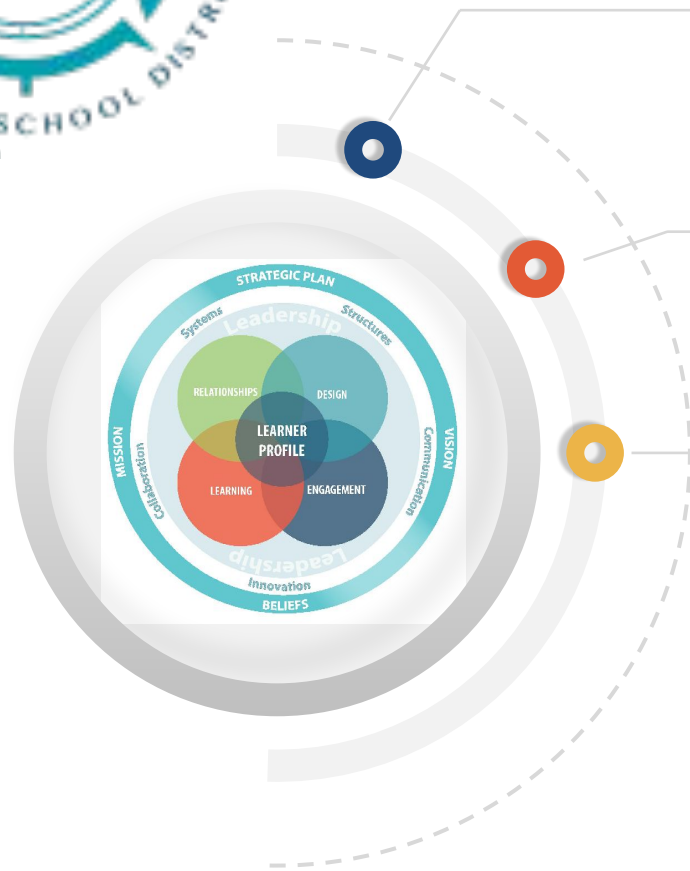 SCHOOL DISTR
STRATEGIC PLAN
Systems
Structures
Leadership
RELATIONSHIPS
DESIGN
LEARNER
PROFILE
MISSION
VISION
Collaboration
Communication
LEARNING
ENGAGEMENT
Leadership
Innovation
BELIEFS